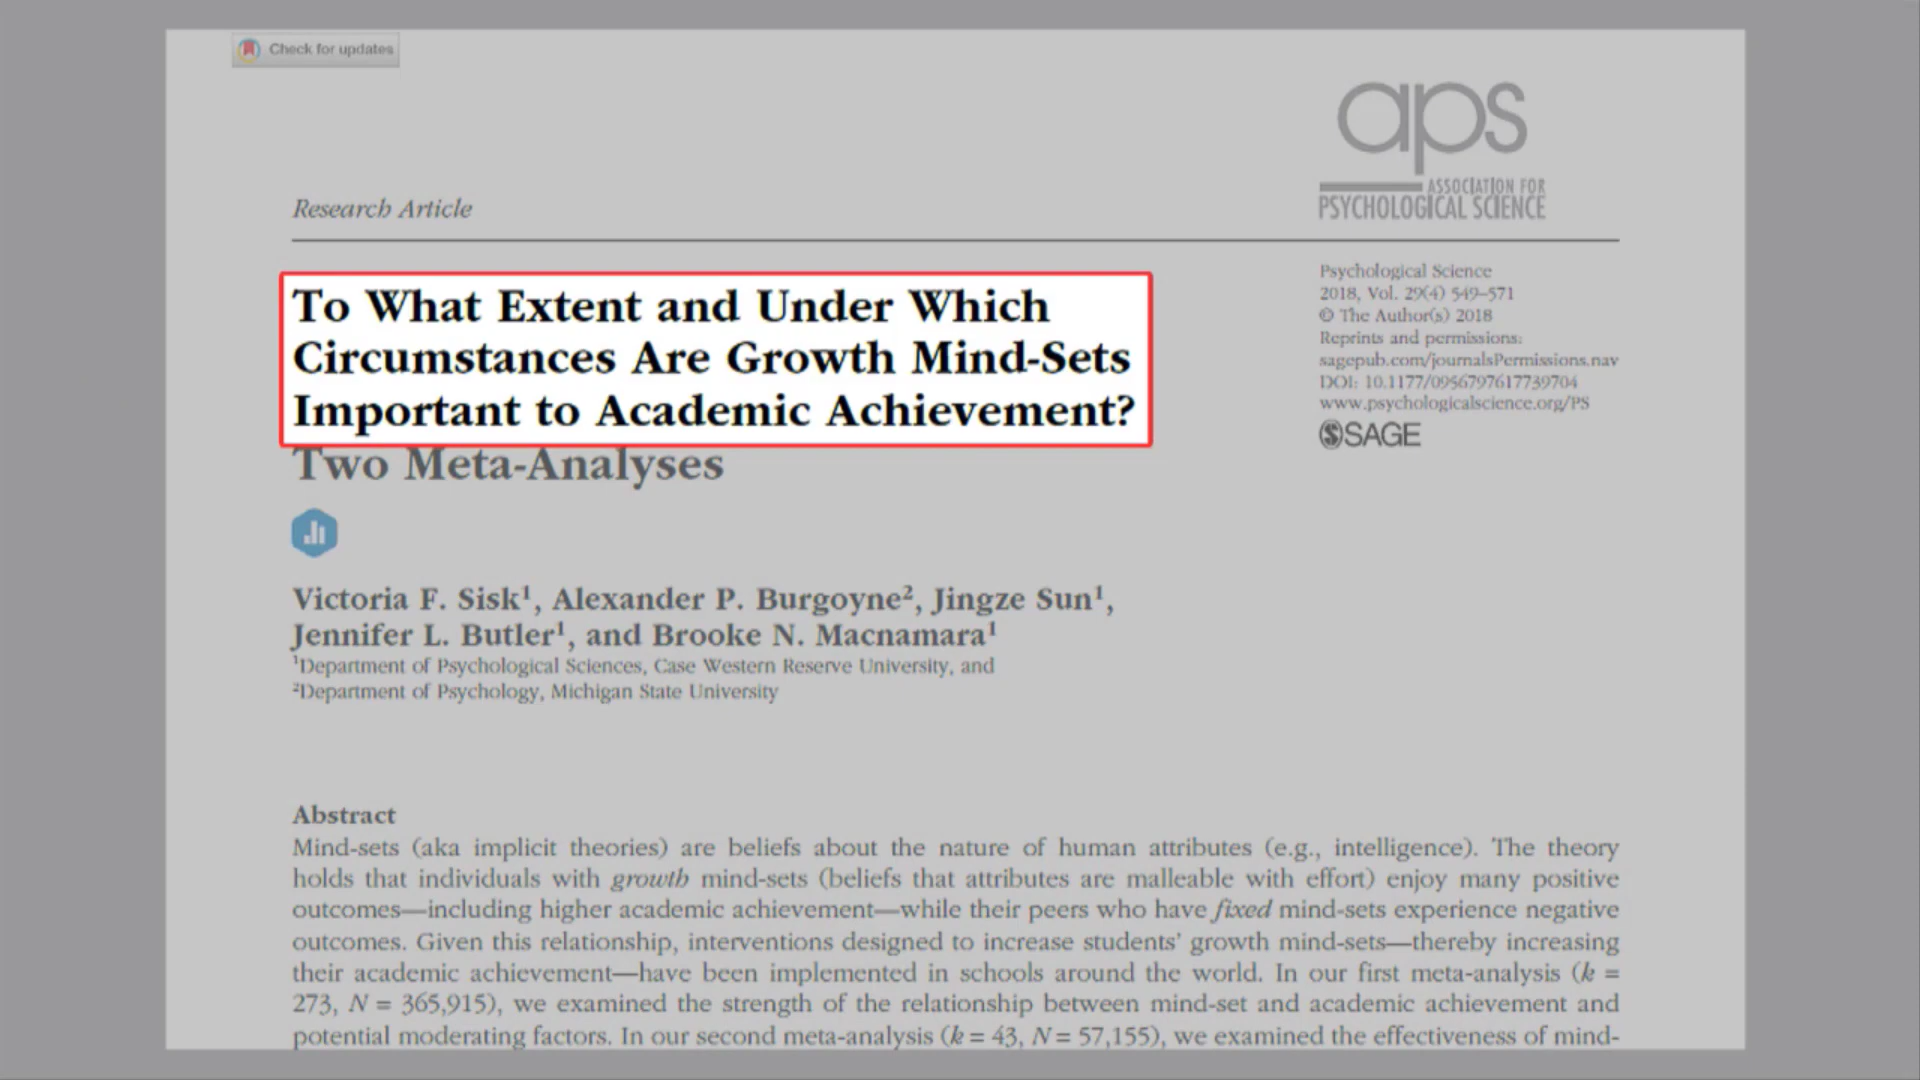 Check for updates
aps
ASSOCIATION FOR
PSYCHOLOGICAL SCIENCE
Research Article
To What Extent and Under Which
Circumstances Are Growth Mind-Sets
Important to Academic Achievement?
Two Meta-Analyses
Psychological Science
2018, Vol. 29(4) 549–571
© The Author(s) 2018
Reprints and permissions:
sagepub.com/journalsPermissions.nav
DOI: 10.1177/0956797617739704
www.psychologicalscience.org/PS
SAGE
Victoria F. Sisk¹, Alexander P. Burgoyne², Jingze Sun¹,
Jennifer L. Butler¹, and Brooke N. Macnamara¹
¹Department of Psychological Sciences, Case Western Reserve University, and
²Department of Psychology, Michigan State University
Abstract
Mind-sets (aka implicit theories) are beliefs about the nature of human attributes (e.g., intelligence). The theory
holds that individuals with growth mind-sets (beliefs that attributes are malleable with effort) enjoy many positive
outcomes—including higher academic achievement—while their peers who have fixed mind-sets experience negative
outcomes. Given this relationship, interventions designed to increase students’ growth mind-sets—thereby increasing
their academic achievement—have been implemented in schools around the world. In our first meta-analysis (k =
273, N = 365,915), we examined the strength of the relationship between mind-set and academic achievement and
potential moderating factors. In our second meta-analysis (k = 43, N = 57,155), we examined the effectiveness of mind-